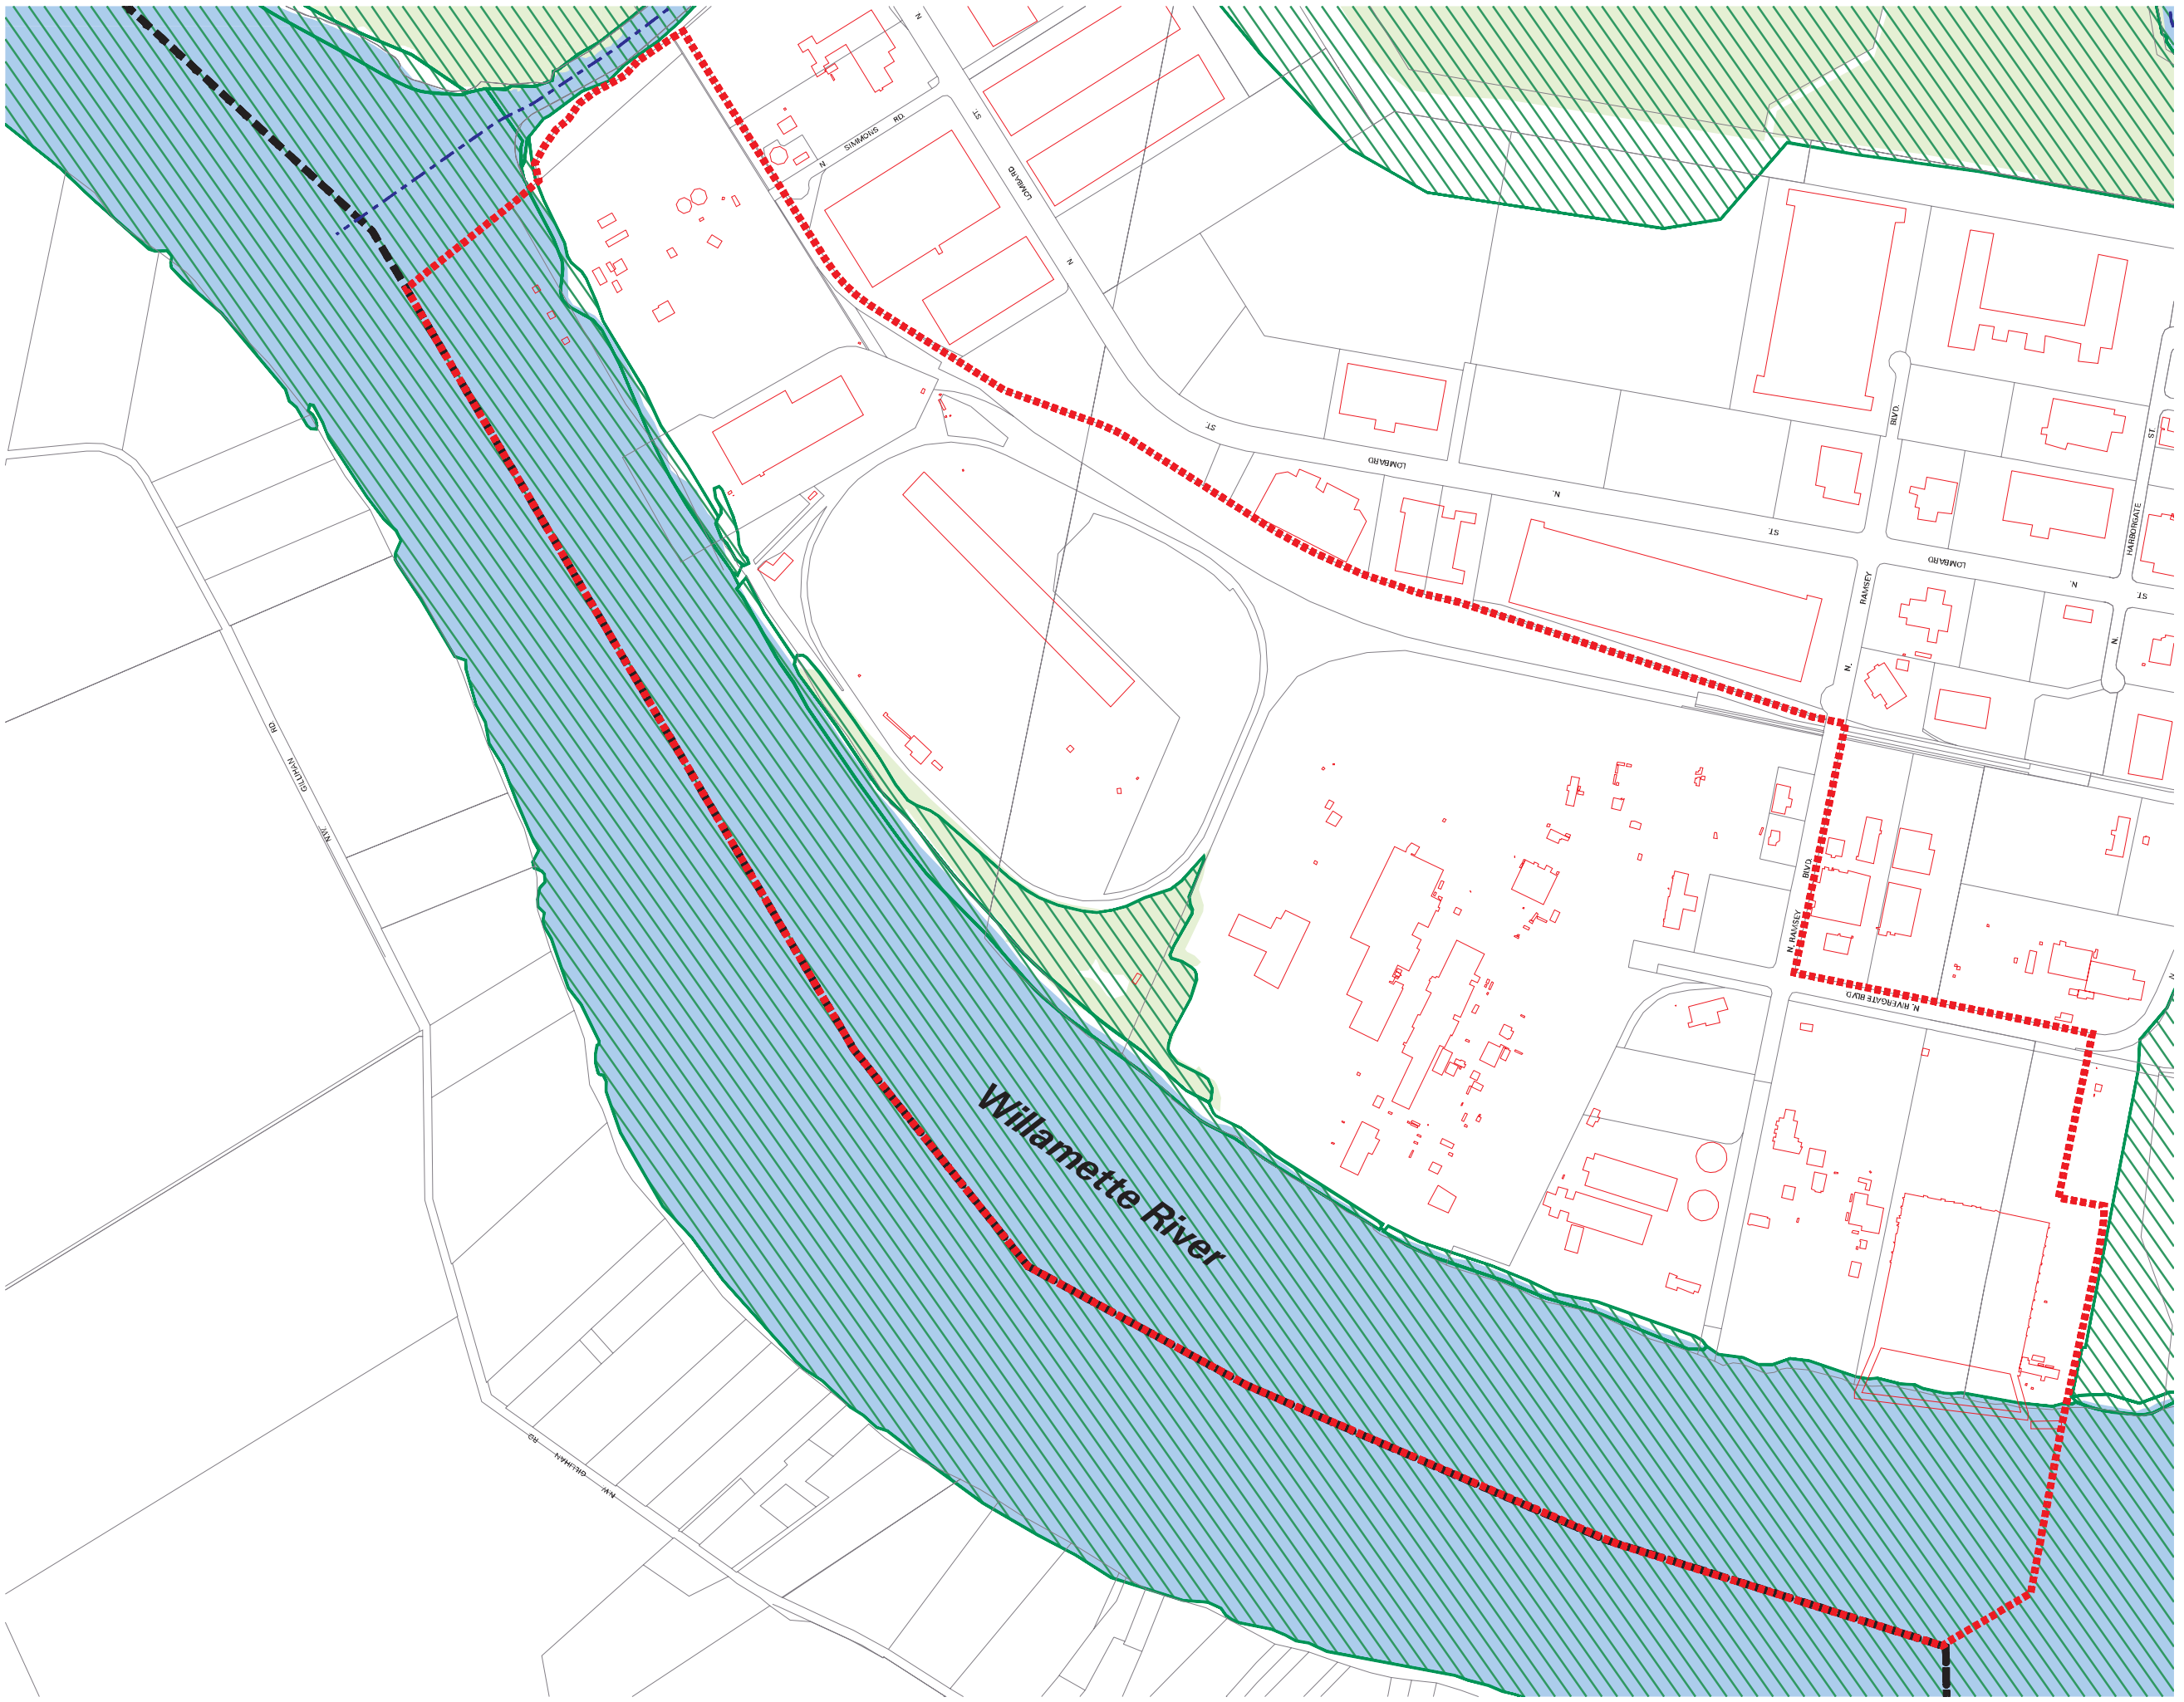 N
ST.
SIMMONS RD.
N.
LOMBARD
N
ST.
LOMBARD
N.
ST.
BLVD.
ST.
HARBORGATE
RAMSEY
LOMBARD
N.
ST.
N.
N.
RD
GILLIHAN
NW.
BLVD.
N. RAMSEY
N. RIVERGATE BLVD
Willamette River
RD
GILLIHAN
NW.